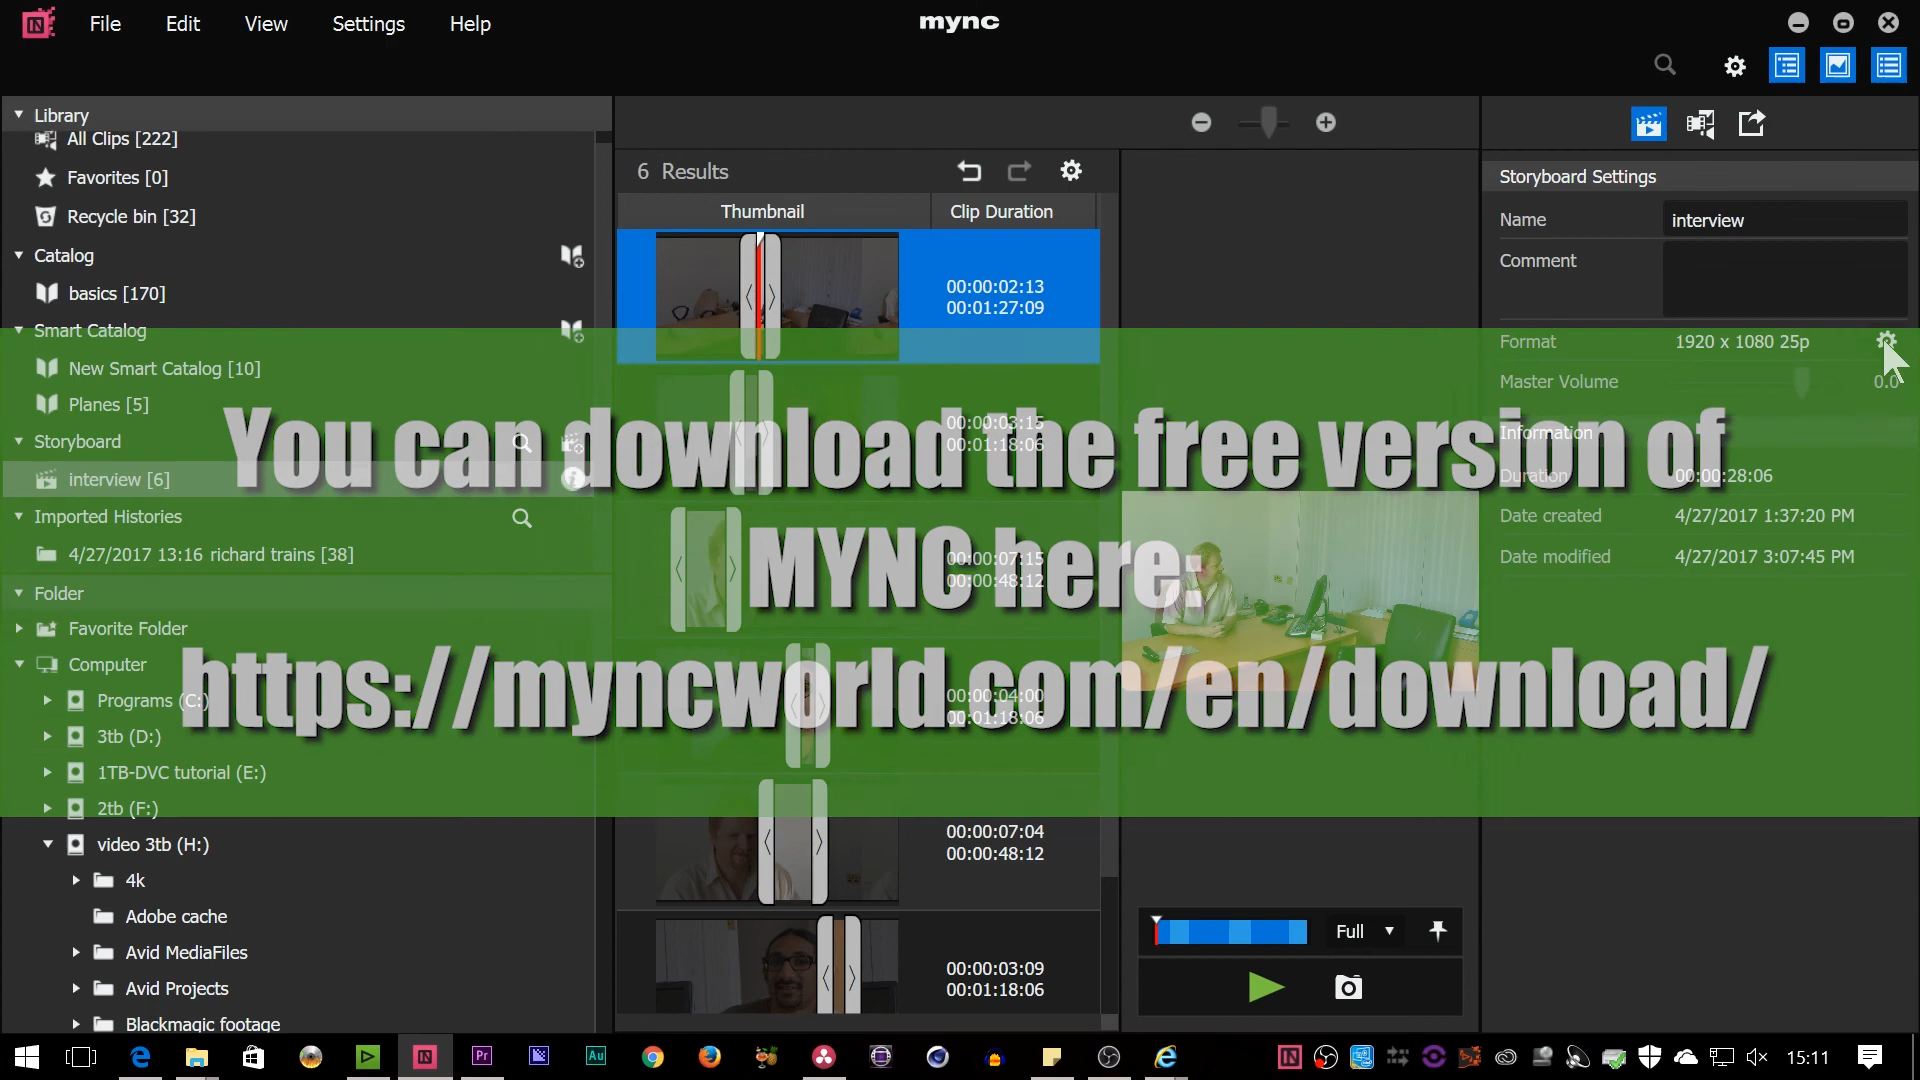 File Edit View Settings Help
mync
Library
All Clips [222]
Favorites [0]
Recycle bin [32]
Catalog
basics [170]
Smart Catalog
New Smart Catalog [10]
Planes [5]
Storyboard
interview [6]
Imported Histories
4/27/2017 13:16 richard trains [38]
Folder
Favorite Folder
Computer
Programs (C:)
3tb (D:)
1TB-DVC tutorial (E:)
2tb (F:)
video 3tb (H:)
4k
Adobe cache
Avid MediaFiles
Avid Projects
Blackmagic footage
6 Results
Thumbnail Clip Duration
00:00:02:13
00:01:27:09
00:00:03:15
00:01:18:06
00:00:07:15
00:00:48:12
00:00:04:00
00:01:18:06
00:00:07:04
00:00:48:12
00:00:03:09
00:01:18:06
Full
Storyboard Settings
Name interview
Comment
Format 1920 x 1080 25p
Master Volume 0.0
Information
Duration 00:00:28:06
Date created 4/27/2017 1:37:20 PM
Date modified 4/27/2017 3:07:45 PM
You can download the free version of
MYNC here:
https://myncworld.com/en/download/
IN Pr Au IN 15:11